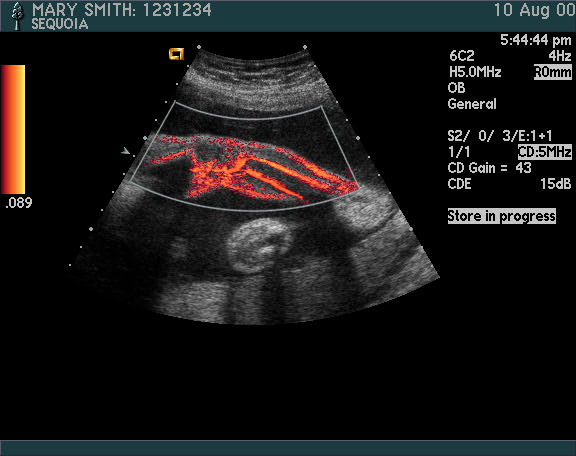 MARY SMITH: 1231234
SEQUOIA
10 Aug 00
5:44:44 pm
6C2 4Hz
H5.0MHz R0mm
OB
General
S2/ 0/ 3/E:1+1
1/1 CD:5MHz
CD Gain = 43
CDE 15dB
Store in progress
.089